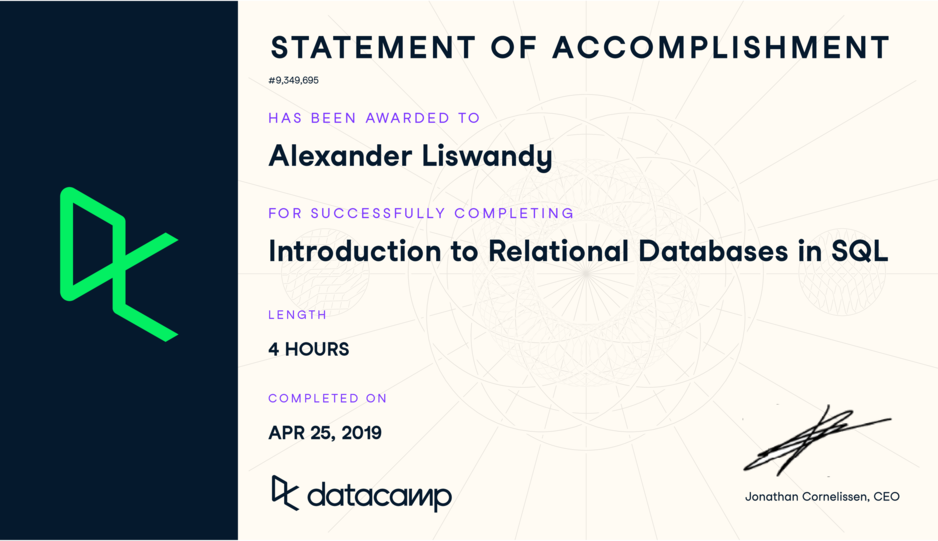 STATEMENT OF ACCOMPLISHMENT
#9,349,695
HAS BEEN AWARDED TO
Alexander Liswandy
FOR SUCCESSFULLY COMPLETING
Introduction to Relational Databases in SQL
LENGTH
4 HOURS
COMPLETED ON
APR 25, 2019
datacamp
Jonathan Cornelissen, CEO